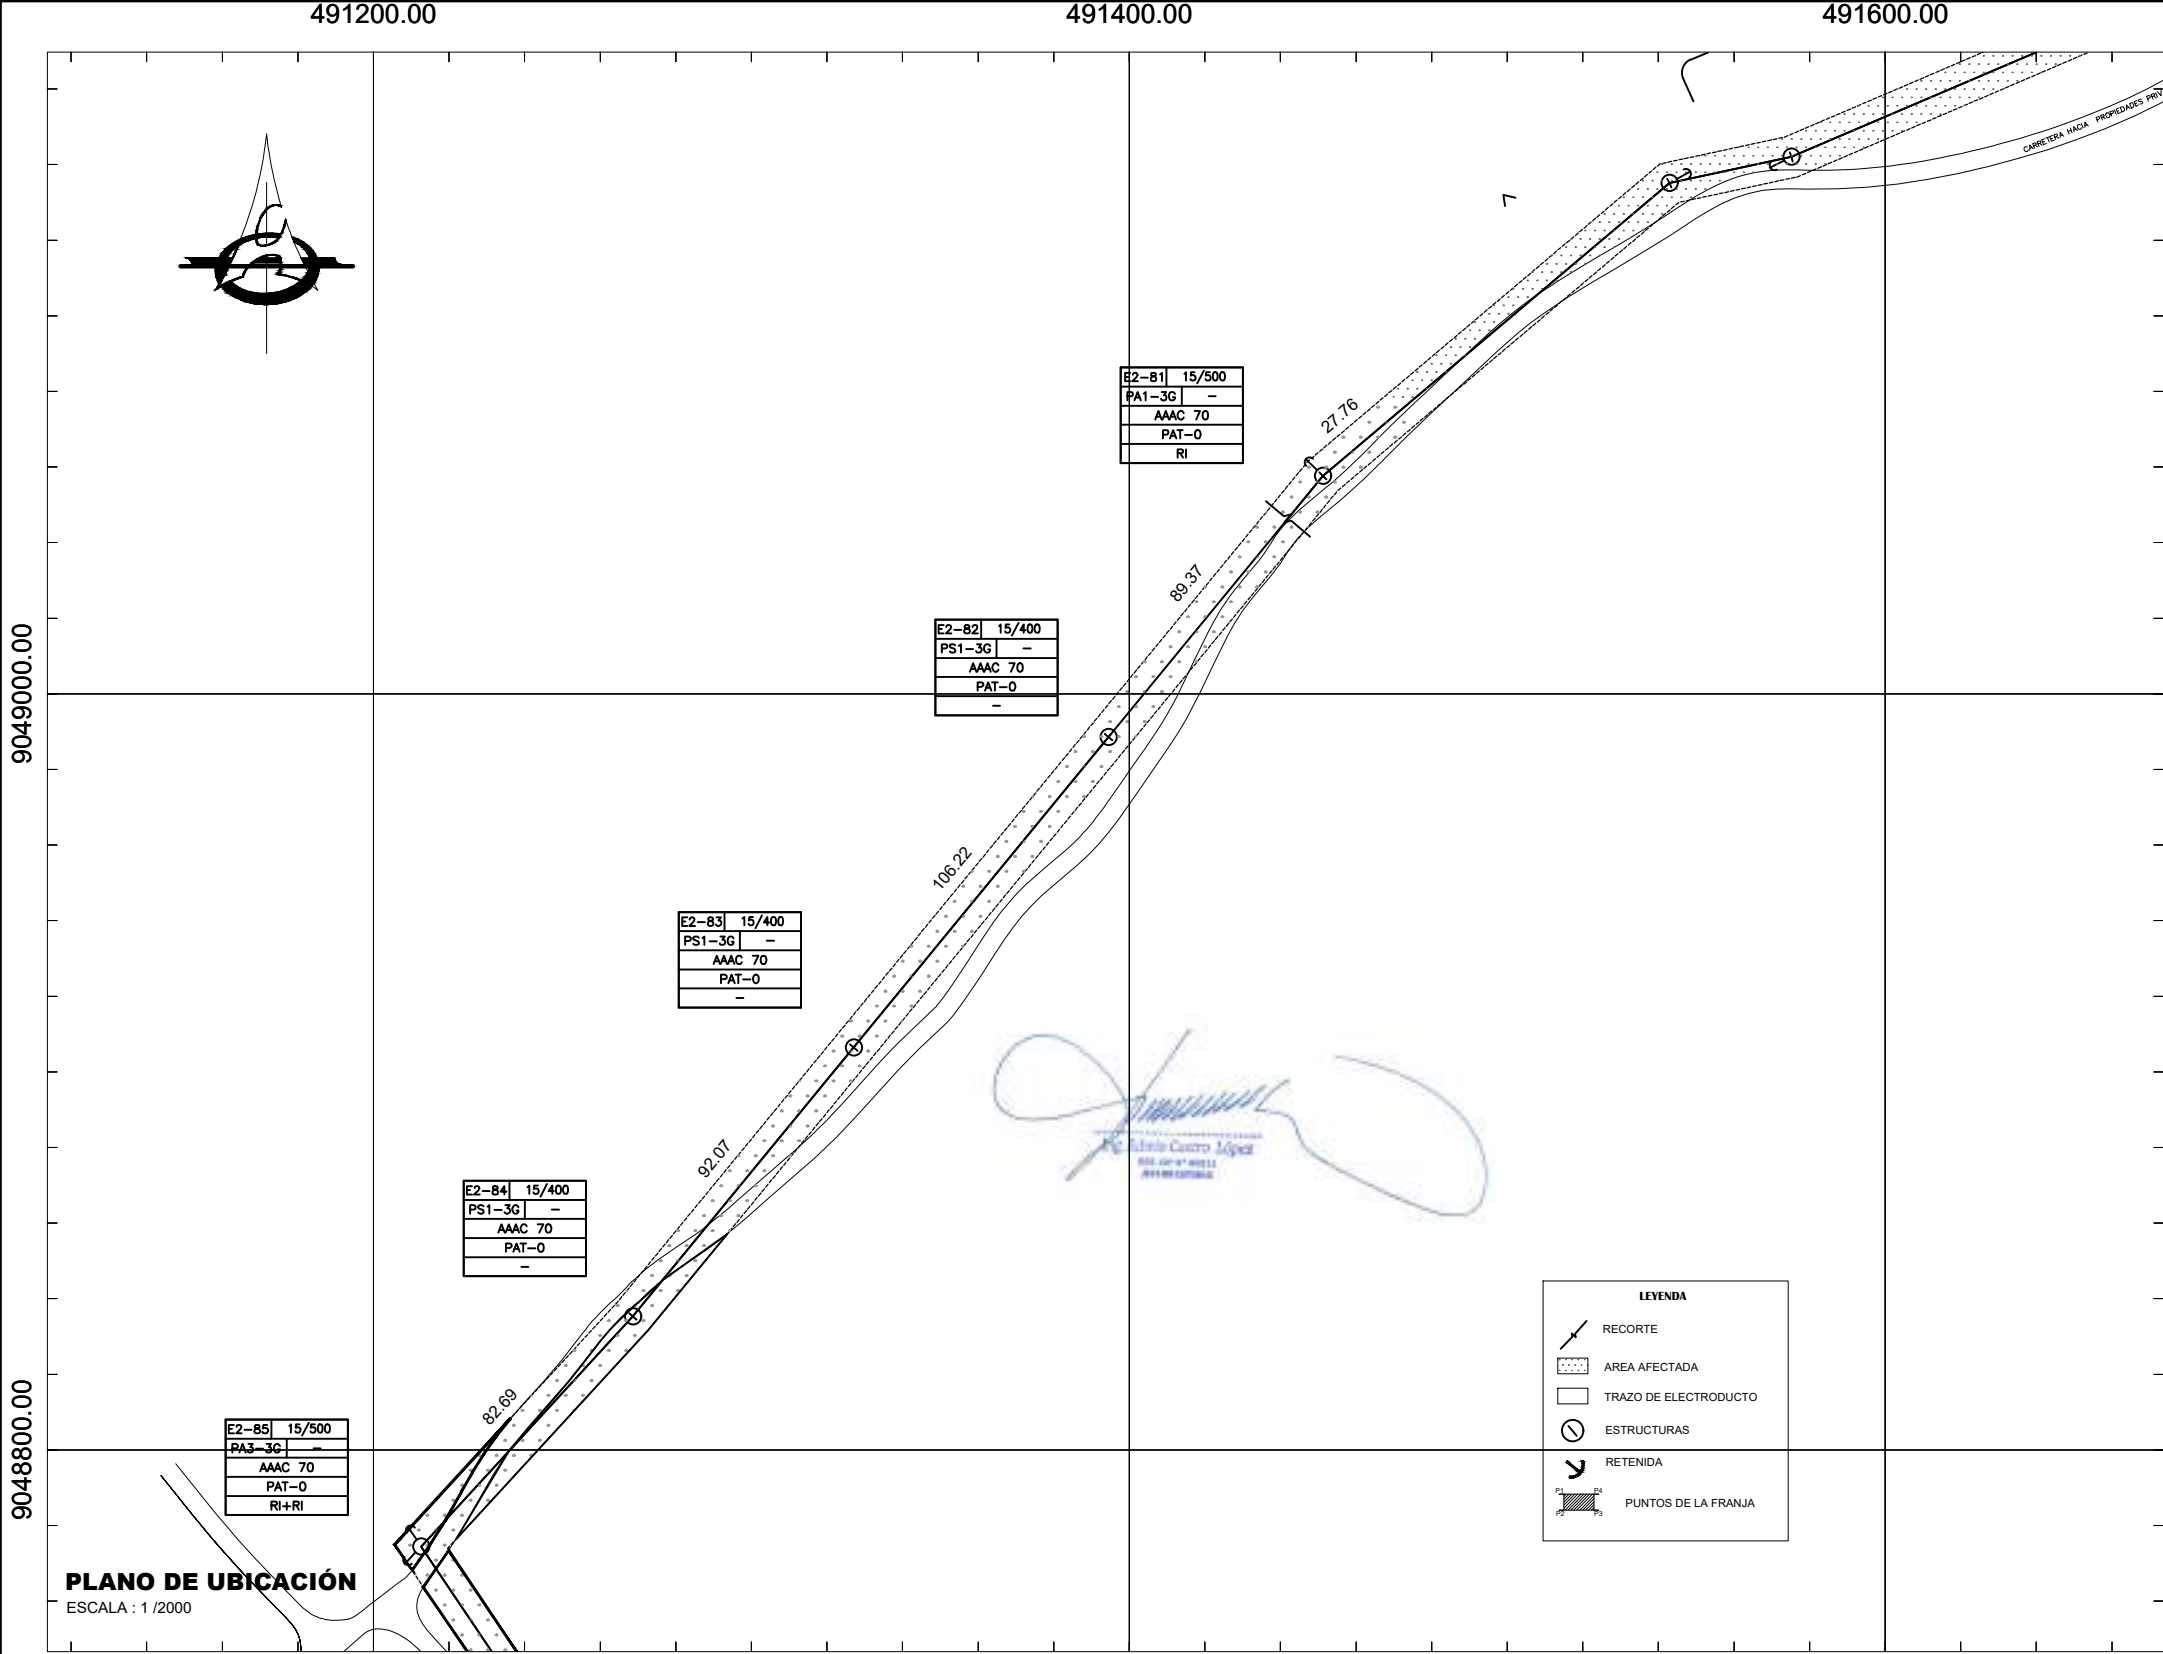 491200.00 491400.00 491600.00
CARRETERA HACIA PROPIEDADES PRIV
E2-81 15/500
PA1-3G -
AAAC 70
PAT-0
RI
27.76
89.37
E2-82 15/400
PS1-3G -
AAAC 70
PAT-0
-
9049000.00
106.22
E2-83 15/400
PS1-3G -
AAAC 70
PAT-0
-
92.07
López
E2-84 15/400
PS1-3G -
AAAC 70
PAT-0
-
82.69
9048800.00
E2-85 15/500
PA3-3G -
AAAC 70
PAT-0
RI+RI
LEYENDA
RECORTE
AREA AFECTADA
TRAZO DE ELECTRODUCTO
ESTRUCTURAS
RETENIDA
P1 P4
PUNTOS DE LA FRANJA
P2 P3
PLANO DE UBICACIÓN
ESCALA : 1 /2000